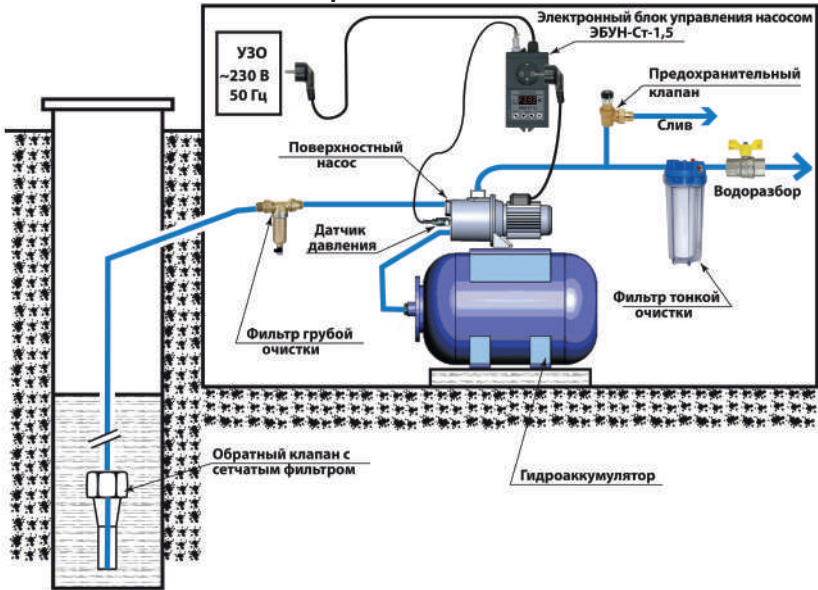 Электронный блок управления насосом
ЭБУН-Ст-1,5
УЗО
~230 В
50 Гц
Предохранительный
клапан
Слив
Поверхностный
насос
Водоразбор
Датчик
давления
Фильтр тонкой
очистки
Фильтр грубой
очистки
Обратный клапан с
сетчатым фильтром
Гидроаккумулятор